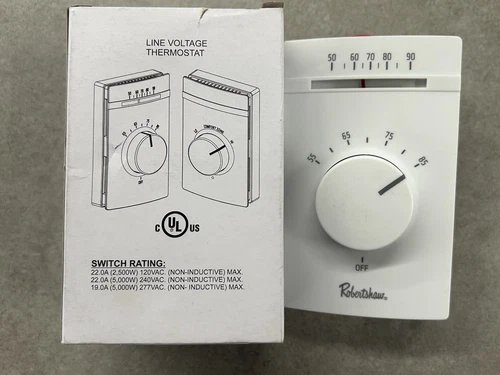 LINE VOLTAGE
THERMOSTAT
C UL US
SWITCH RATING:
22.0A (2,500W) 120VAC. (NON-INDUCTIVE) MAX.
22.0A (5,000W) 240VAC. (NON-INDUCTIVE) MAX.
19.0A (5,000W) 277VAC. (NON- INDUCTIVE) MAX.
50 60 70 80 90
55 65 75 85
OFF
Robertshaw®